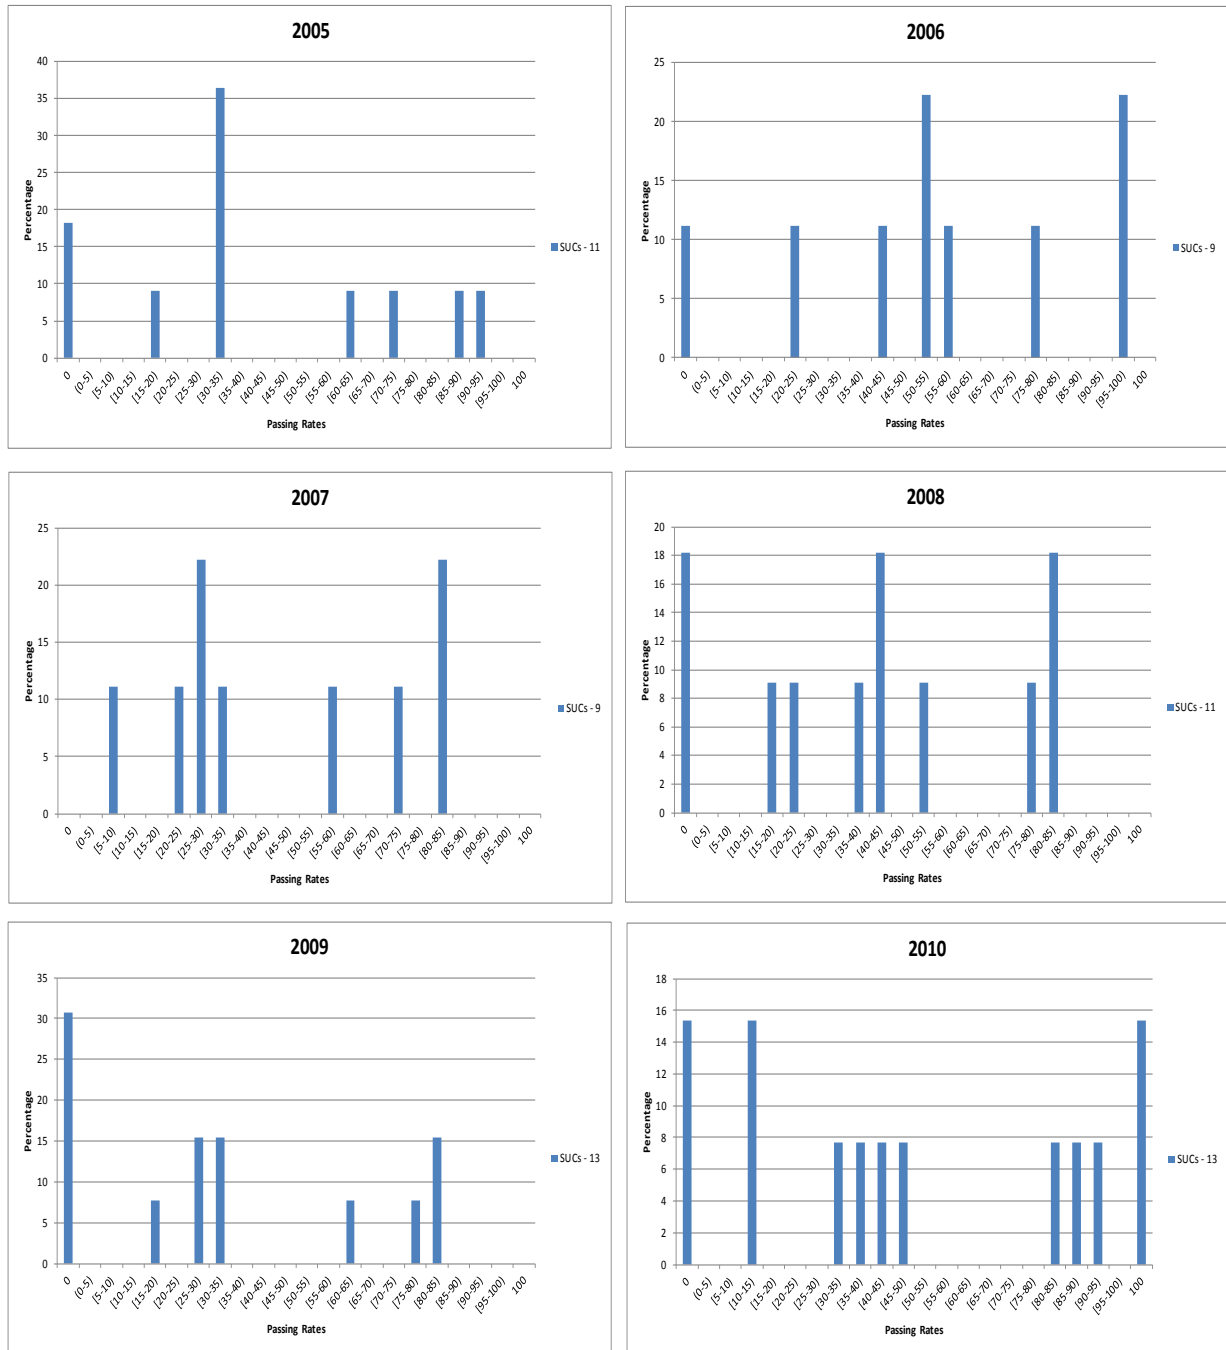 2005
40
35
30
25
20
15
10
5
0
Percentage
0 (0-5) [5-10) [10-15) [15-20) [20-25) [25-30) [30-35) [35-40) [40-45) [45-50) [50-55) [55-60) [60-65) [65-70) [70-75) [75-80) [80-85) [85-90) [90-95) [95-100) 100
Passing Rates
SUCs - 11
2006
25
20
15
10
5
0
Percentage
0 (0-5) [5-10) [10-15) [15-20) [20-25) [25-30) [30-35) [35-40) [40-45) [45-50) [50-55) [55-60) [60-65) [65-70) [70-75) [75-80) [80-85) [85-90) [90-95) [95-100) 100
Passing Rates
SUCs - 9
2007
25
20
15
10
5
0
Percentage
0 (0-5) [5-10) [10-15) [15-20) [20-25) [25-30) [30-35) [35-40) [40-45) [45-50) [50-55) [55-60) [60-65) [65-70) [70-75) [75-80) [80-85) [85-90) [90-95) [95-100) 100
Passing Rates
SUCs - 9
2008
20
18
16
14
12
10
8
6
4
2
0
Percentage
0 (0-5) [5-10) [10-15) [15-20) [20-25) [25-30) [30-35) [35-40) [40-45) [45-50) [50-55) [55-60) [60-65) [65-70) [70-75) [75-80) [80-85) [85-90) [90-95) [95-100) 100
Passing Rates
SUCs - 11
2009
35
30
25
20
15
10
5
0
Percentage
0 (0-5) [5-10) [10-15) [15-20) [20-25) [25-30) [30-35) [35-40) [40-45) [45-50) [50-55) [55-60) [60-65) [65-70) [70-75) [75-80) [80-85) [85-90) [90-95) [95-100) 100
Passing Rates
SUCs - 13
2010
18
16
14
12
10
8
6
4
2
0
Percentage
0 (0-5) [5-10) [10-15) [15-20) [20-25) [25-30) [30-35) [35-40) [40-45) [45-50) [50-55) [55-60) [60-65) [65-70) [70-75) [75-80) [80-85) [85-90) [90-95) [95-100) 100
Passing Rates
SUCs - 13